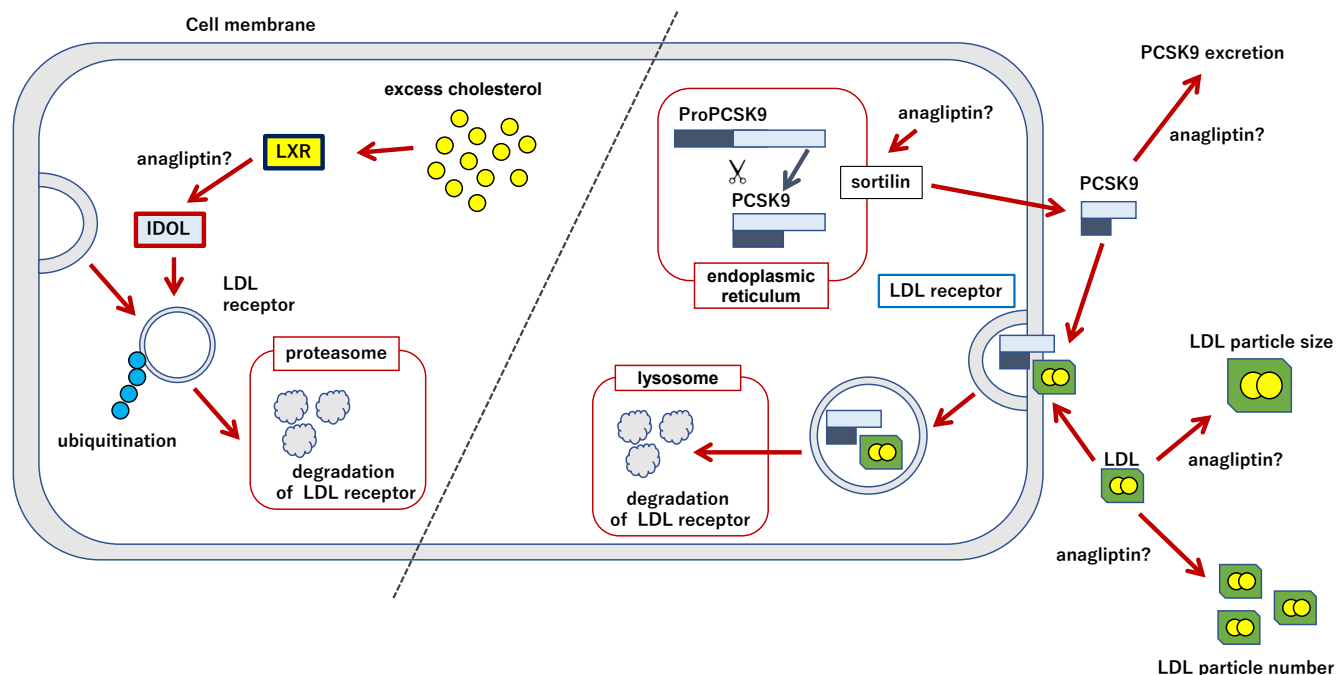 Cell membrane
excess cholesterol
LXR
anagliptin?
IDOL
LDL
receptor
ubiquitination
proteasome
degradation
of LDL receptor
ProPCSK9
PCSK9
endoplasmic
reticulum
anagliptin?
sortilin
LDL receptor
lysosome
degradation
of LDL receptor
PCSK9 excretion
anagliptin?
PCSK9
LDL particle size
anagliptin?
LDL
anagliptin?
LDL particle number